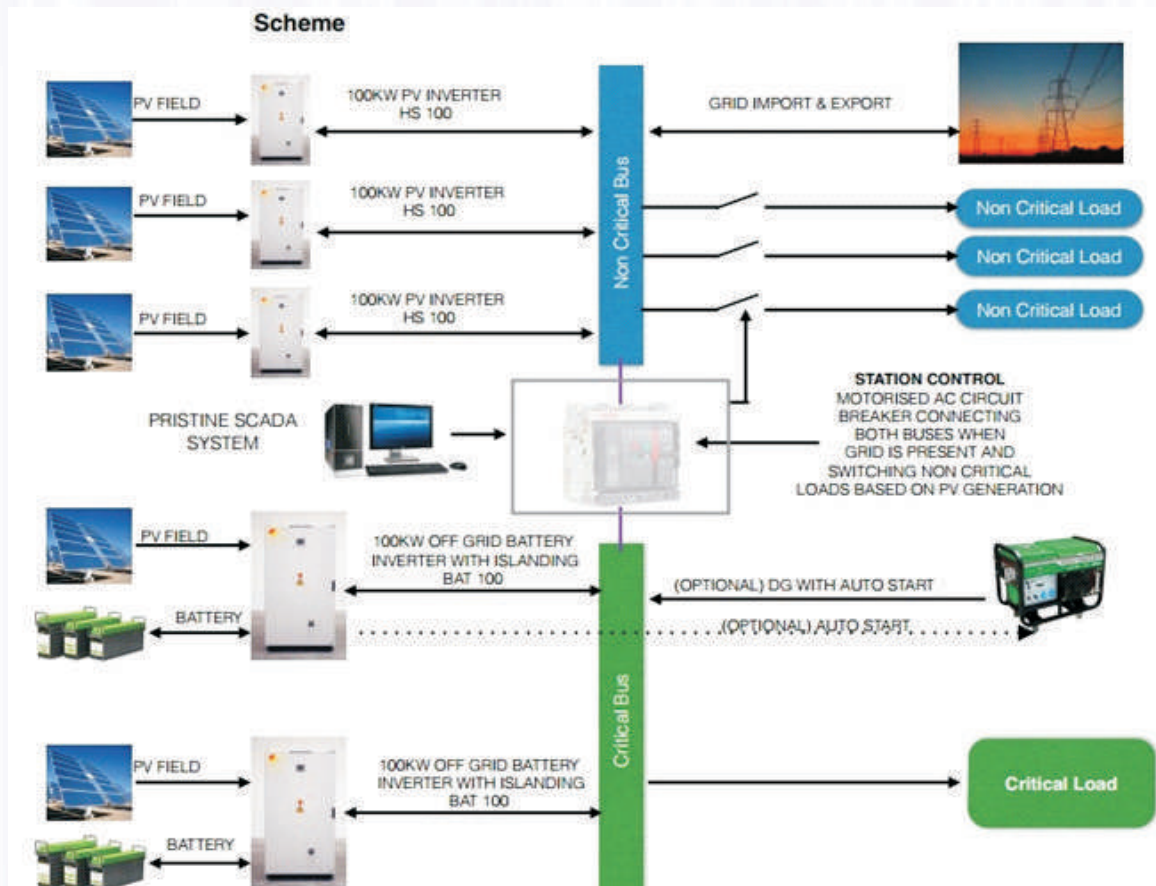 Scheme
PV FIELD
100KW PV INVERTER
HS 100
GRID IMPORT & EXPORT
PV FIELD
100KW PV INVERTER
HS 100
Non Critical Load
Non Critical Load
PV FIELD
100KW PV INVERTER
HS 100
Non Critical Load
Non Critical Bus
PRISTINE SCADA
SYSTEM
STATION CONTROL
MOTORISED AC CIRCUIT
BREAKER CONNECTING
BOTH BUSES WHEN
GRID IS PRESENT AND
SWITCHING NON CRITICAL
LOADS BASED ON PV GENERATION
PV FIELD
100KW OFF GRID BATTERY
INVERTER WITH ISLANDING
BAT 100
BATTERY
(OPTIONAL) DG WITH AUTO START
(OPTIONAL) AUTO START
Critical Bus
PV FIELD
100KW OFF GRID BATTERY
INVERTER WITH ISLANDING
BAT 100
BATTERY
Critical Load